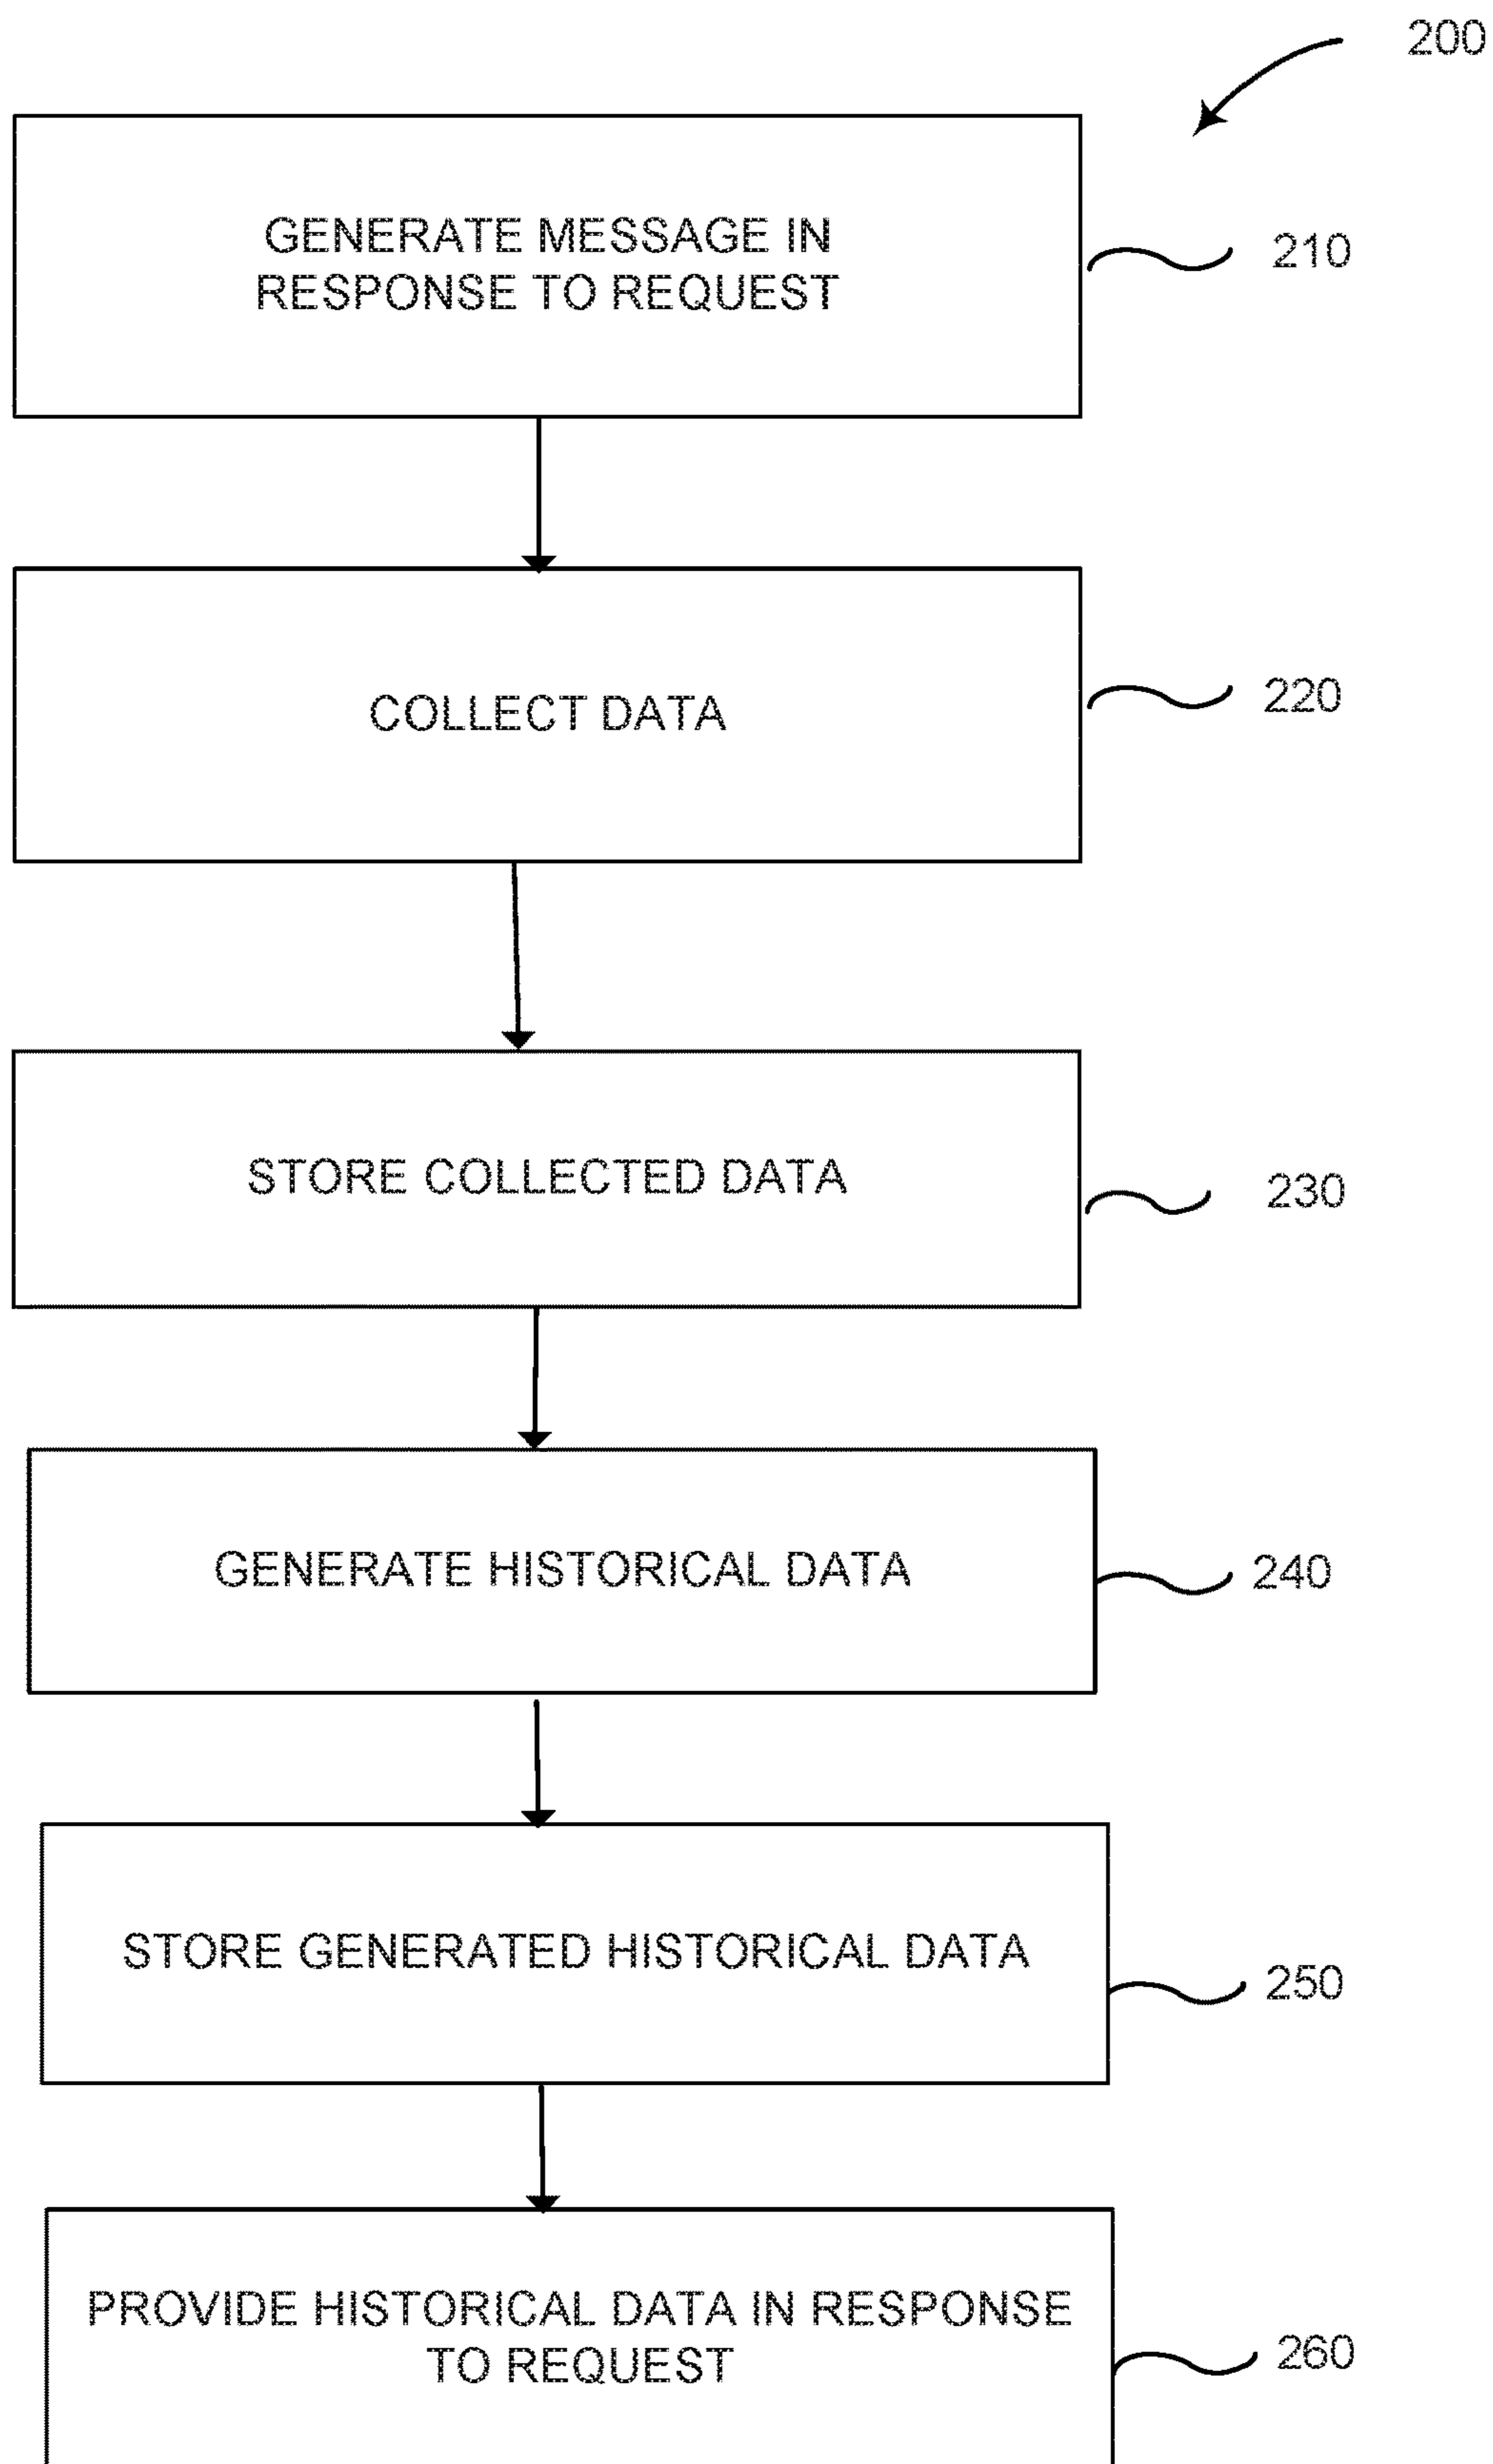 200
GENERATE MESSAGE IN
RESPONSE TO REQUEST
210
COLLECT DATA
220
STORE COLLECTED DATA
230
GENERATE HISTORICAL DATA
240
STORE GENERATED HISTORICAL DATA
250
PROVIDE HISTORICAL DATA IN RESPONSE
TO REQUEST
260